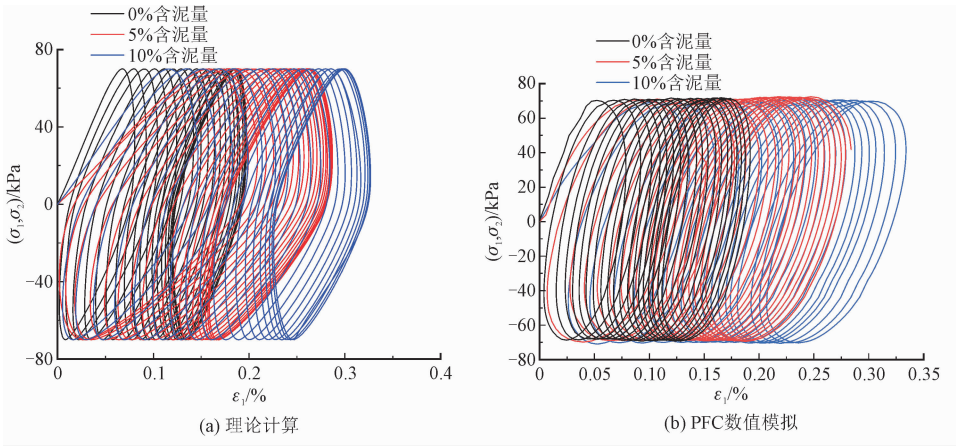 0%含泥量
5%含泥量
10%含泥量
80
40
0
−40
−80
(σ₁,σ₂)/kPa
0
0.1
0.2
0.3
0.4
ε₁/%
(a) 理论计算
0%含泥量
5%含泥量
10%含泥量
80
60
40
20
0
−20
−40
−60
−80
(σ₁,σ₂)/kPa
0
0.05
0.10
0.15
0.20
0.25
0.30
0.35
ε₁/%
(b) PFC数值模拟